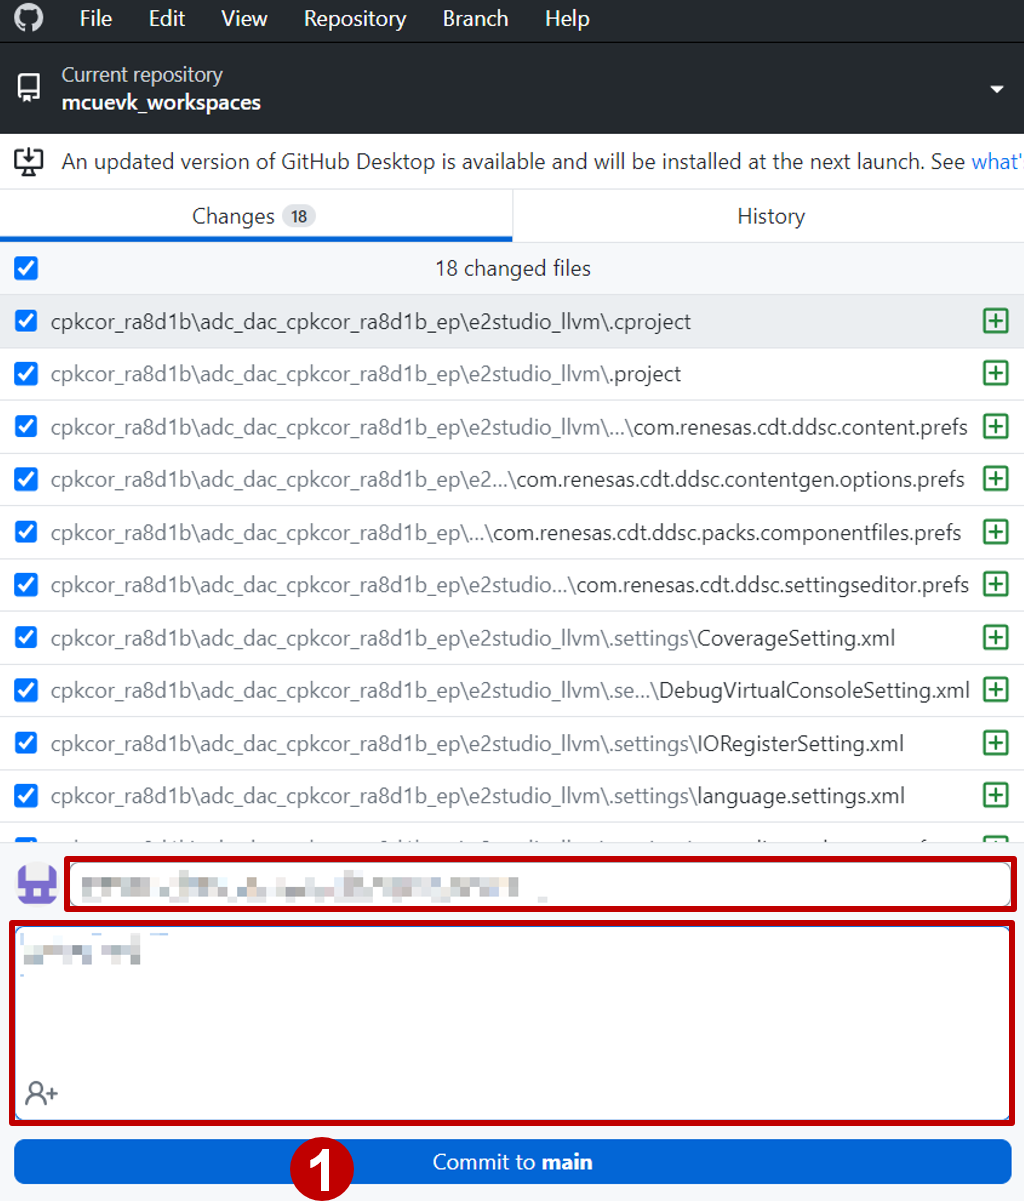 File Edit View Repository Branch Help
Current repository
mcuevk_workspaces
An updated version of GitHub Desktop is available and will be installed at the next launch. See what'
Changes 18 History
18 changed files
cpkcor_ra8d1b\adc_dac_cpkcor_ra8d1b_ep\e2studio_llvm\.cproject
cpkcor_ra8d1b\adc_dac_cpkcor_ra8d1b_ep\e2studio_llvm\.project
cpkcor_ra8d1b\adc_dac_cpkcor_ra8d1b_ep\e2studio_llvm\...\com.renesas.cdt.ddsc.content.prefs
cpkcor_ra8d1b\adc_dac_cpkcor_ra8d1b_ep\e2...\com.renesas.cdt.ddsc.contentgen.options.prefs
cpkcor_ra8d1b\adc_dac_cpkcor_ra8d1b_ep\...\com.renesas.cdt.ddsc.packs.componentfiles.prefs
cpkcor_ra8d1b\adc_dac_cpkcor_ra8d1b_ep\e2studio...\com.renesas.cdt.ddsc.settingseditor.prefs
cpkcor_ra8d1b\adc_dac_cpkcor_ra8d1b_ep\e2studio_llvm\.settings\CoverageSetting.xml
cpkcor_ra8d1b\adc_dac_cpkcor_ra8d1b_ep\e2studio_llvm\.se...\DebugVirtualConsoleSetting.xml
cpkcor_ra8d1b\adc_dac_cpkcor_ra8d1b_ep\e2studio_llvm\.settings\IORegisterSetting.xml
cpkcor_ra8d1b\adc_dac_cpkcor_ra8d1b_ep\e2studio_llvm\.settings\language.settings.xml
1 Commit to main